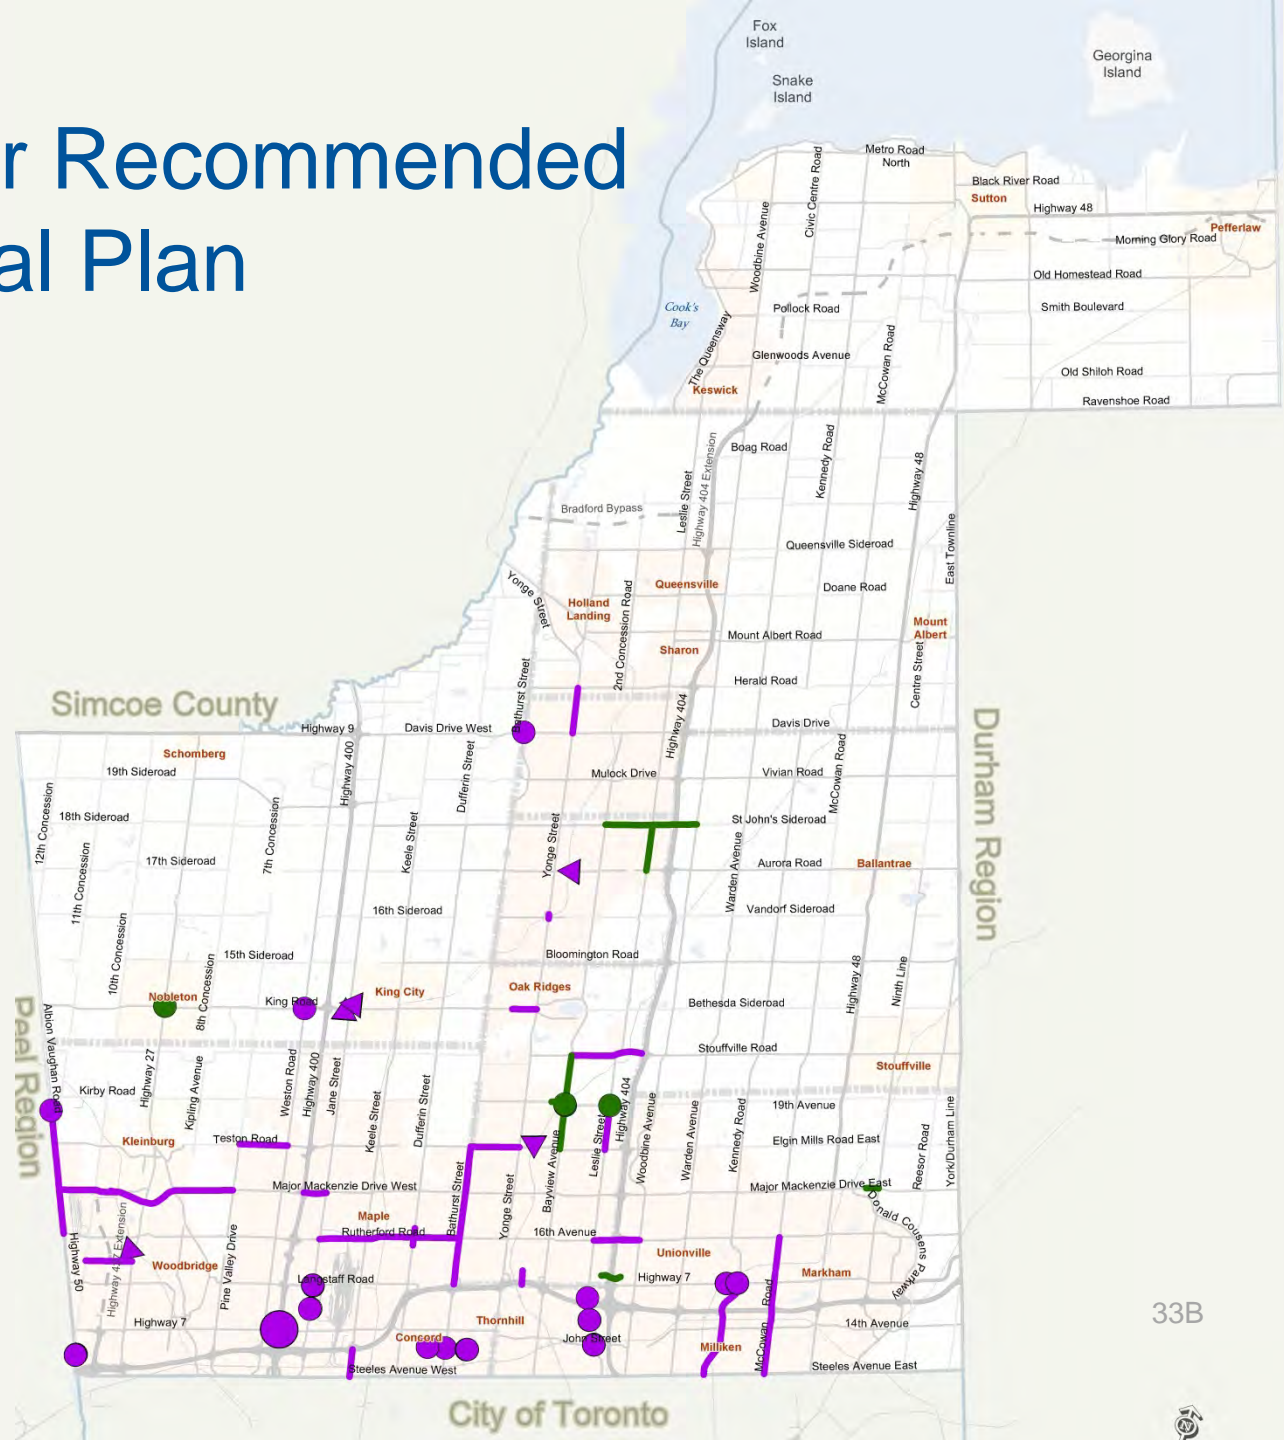 r Recommended
al Plan
Fox
Island
Snake
Island
Georgina
Island
Metro Road
North
Civic Centre Road
Black River Road
Sutton
Highway 48
Woodbine Avenue
Morning Glory Road
Pefferlaw
Old Homestead Road
Cook's
Bay
Pollock Road
Smith Boulevard
The Queensway
Glenwoods Avenue
McCowan Road
Old Shiloh Road
Keswick
Ravenshoe Road
Boag Road
Kennedy Road
Highway 48
Leslie Street
Highway 404 Extension
Bradford Bypass
Queensville Sideroad
East Townline
Yonge Street
Queensville
Doane Road
Holland
Landing
2nd Concession Road
Mount
Albert
Mount Albert Road
Sharon
Centre Street
Herald Road
Bathurst Street
Simcoe County
Highway 9
Davis Drive West
Highway 404
Davis Drive
Durham Region
Schomberg
19th Sideroad
Highway 400
Dufferin Street
Mulock Drive
Vivian Road
McCowan Road
12th Concession
18th Sideroad
7th Concession
Keele Street
Yonge Street
St John's Sideroad
17th Sideroad
11th Concession
Warden Avenue
Aurora Road
Ballantrae
16th Sideroad
Vandorf Sideroad
10th Concession
15th Sideroad
8th Concession
Bloomington Road
Highway 48
Ninth Line
Nobleton
King Road
King City
Oak Ridges
Bethesda Sideroad
Peel Region
Albion Vaughan Road
Stouffville Road
Stouffville
Kirby Road
Highway 27
Kipling Avenue
Weston Road
Highway 400
Jane Street
Keele Street
Dufferin Street
Highway 404
Woodbine Avenue
19th Avenue
Kleinburg
Teston Road
Bayview Avenue
Leslie Street
Warden Avenue
Kennedy Road
Elgin Mills Road East
Reesor Road
York/Durham Line
Major Mackenzie Drive West
Bathurst Street
Yonge Street
Major Mackenzie Drive East
Donald Cousens Parkway
Maple
Rutherford Road
16th Avenue
Highway 50
Highway 427 Extension
Woodbridge
Pine Valley Drive
Langstaff Road
Unionville
Highway 7
Markham
McCowan Road
Highway 7
Thornhill
14th Avenue
Concord
John Street
Milliken
Steeles Avenue West
Steeles Avenue East
33B
City of Toronto
N